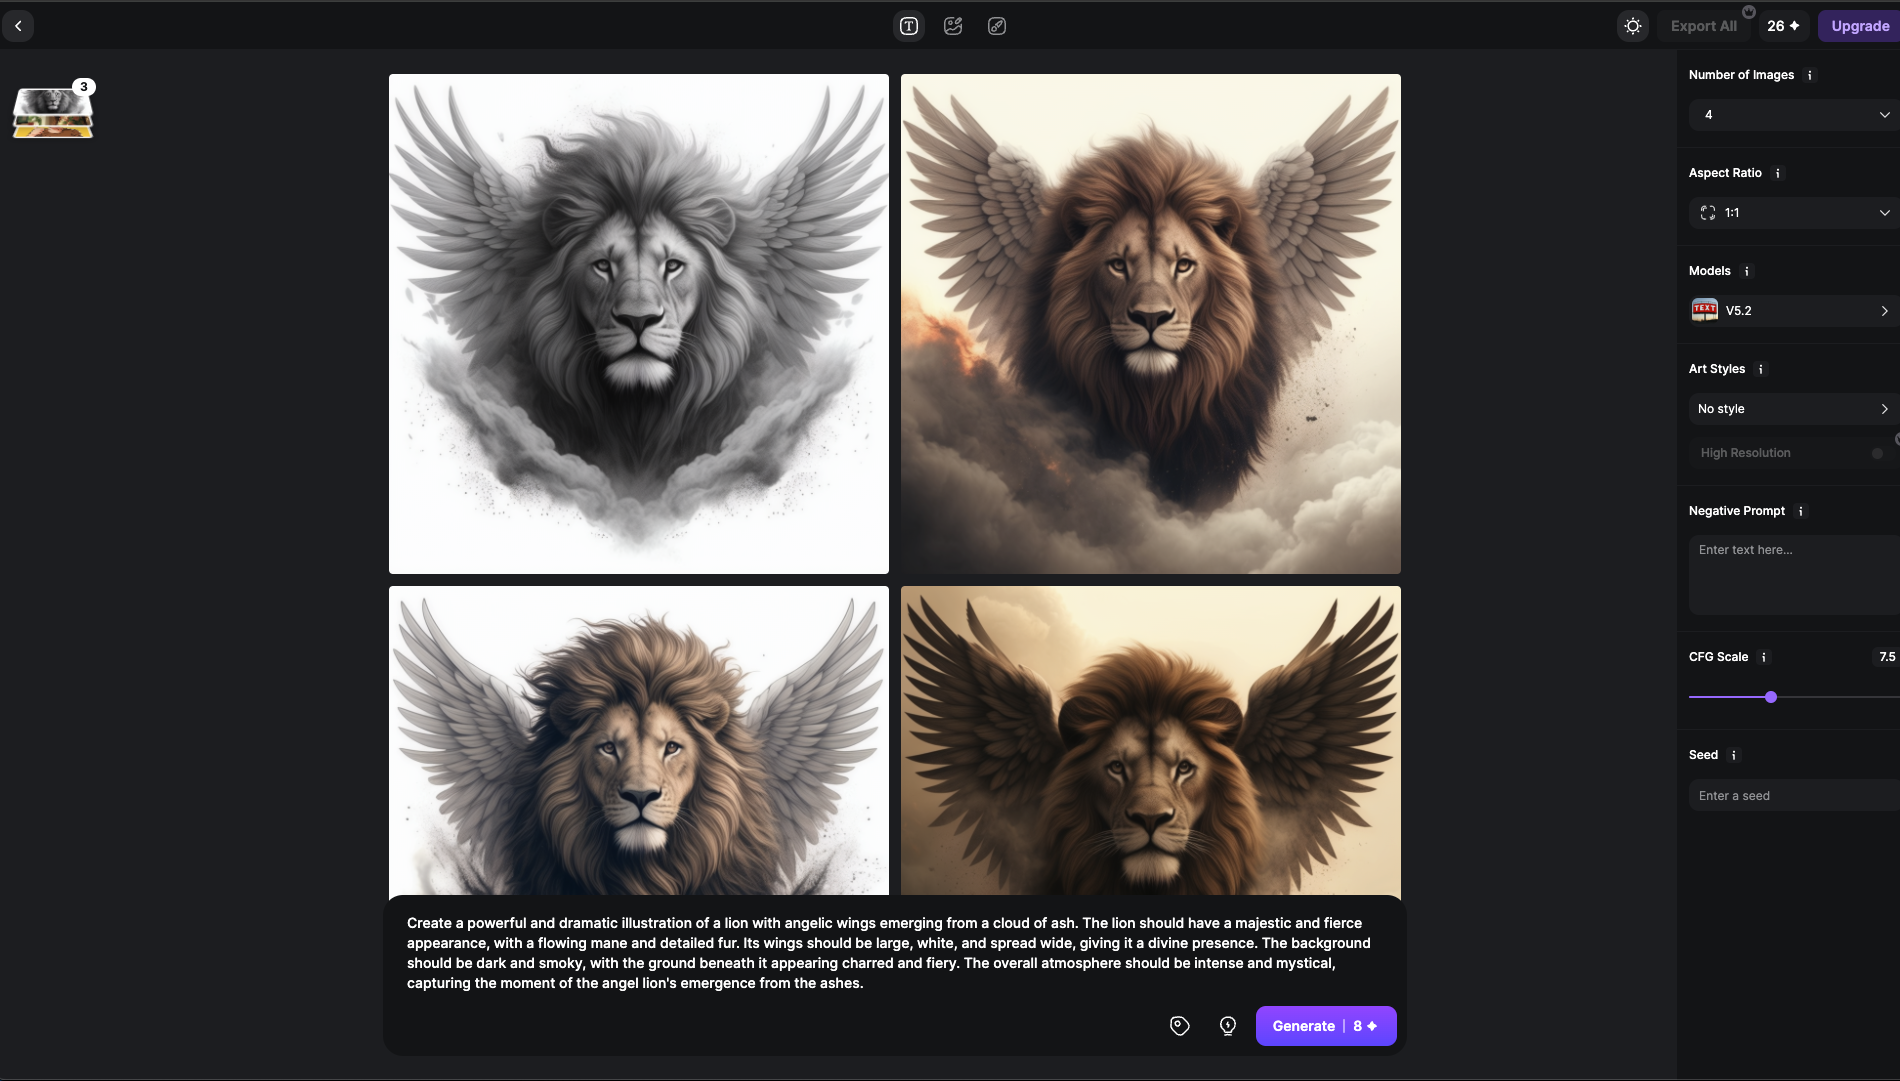 Export All
26
Upgrade
3
Number of Images
4
Aspect Ratio
1:1
Models
TEXT
V5.2
Art Styles
No style
High Resolution
Negative Prompt
Enter text here...
CFG Scale
7.5
Seed
Enter a seed
Create a powerful and dramatic illustration of a lion with angelic wings emerging from a cloud of ash. The lion should have a majestic and fierce
appearance, with a flowing mane and detailed fur. Its wings should be large, white, and spread wide, giving it a divine presence. The background
should be dark and smoky, with the ground beneath it appearing charred and fiery. The overall atmosphere should be intense and mystical,
capturing the moment of the angel lion's emergence from the ashes.
Generate | 8